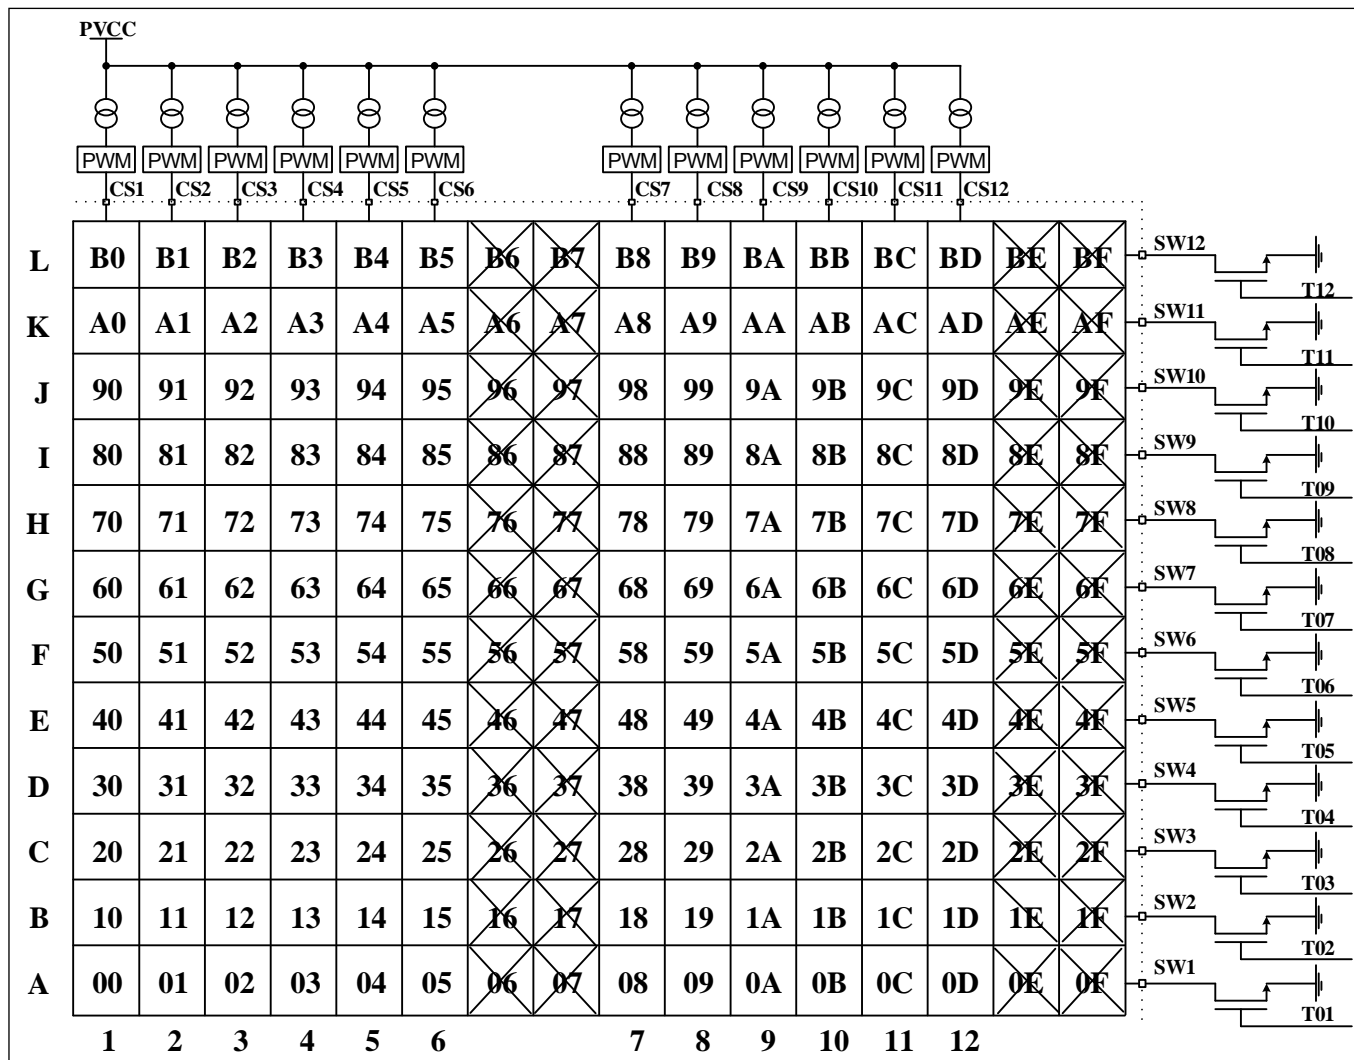 PVCC
PWM PWM PWM PWM PWM PWM PWM PWM PWM PWM PWM PWM
CS1 CS2 CS3 CS4 CS5 CS6 CS7 CS8 CS9 CS10 CS11 CS12
L B0 B1 B2 B3 B4 B5 B6 B7 B8 B9 BA BB BC BD BE BF SW12
T12
K A0 A1 A2 A3 A4 A5 A6 A7 A8 A9 AA AB AC AD AE AF SW11
T11
J 90 91 92 93 94 95 96 97 98 99 9A 9B 9C 9D 9E 9F SW10
T10
I 80 81 82 83 84 85 86 87 88 89 8A 8B 8C 8D 8E 8F SW9
T09
H 70 71 72 73 74 75 76 77 78 79 7A 7B 7C 7D 7E 7F SW8
T08
G 60 61 62 63 64 65 66 67 68 69 6A 6B 6C 6D 6E 6F SW7
T07
F 50 51 52 53 54 55 56 57 58 59 5A 5B 5C 5D 5E 5F SW6
T06
E 40 41 42 43 44 45 46 47 48 49 4A 4B 4C 4D 4E 4F SW5
T05
D 30 31 32 33 34 35 36 37 38 39 3A 3B 3C 3D 3E 3F SW4
T04
C 20 21 22 23 24 25 26 27 28 29 2A 2B 2C 2D 2E 2F SW3
T03
B 10 11 12 13 14 15 16 17 18 19 1A 1B 1C 1D 1E 1F SW2
T02
A 00 01 02 03 04 05 06 07 08 09 0A 0B 0C 0D 0E 0F SW1
T01
1 2 3 4 5 6 7 8 9 10 11 12